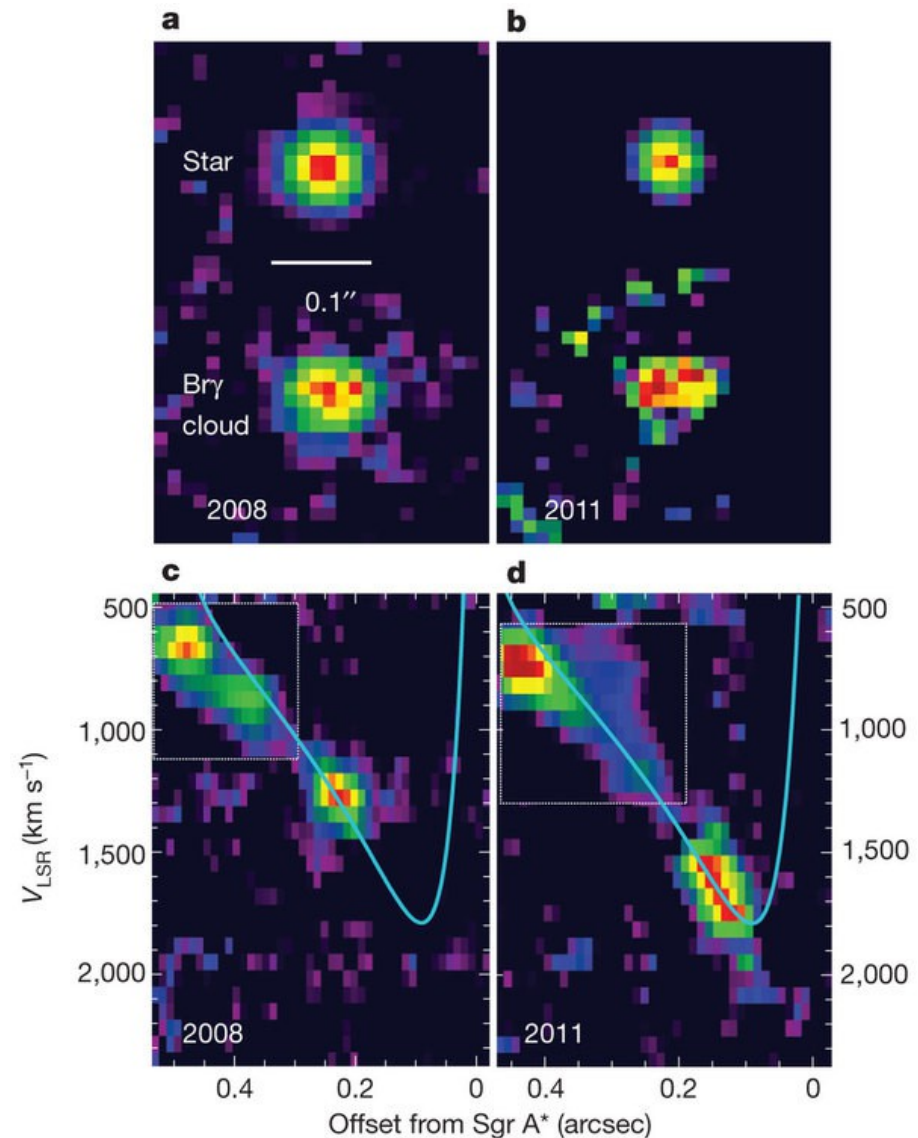 a
b
Star
0.1″
Brγ
cloud
2008
2011
c
d
500
1,000
1,500
2,000
V_LSR (km s⁻¹)
500
1,000
1,500
2,000
2008
2011
0.4
0.2
0
0.4
0.2
0
Offset from Sgr A* (arcsec)